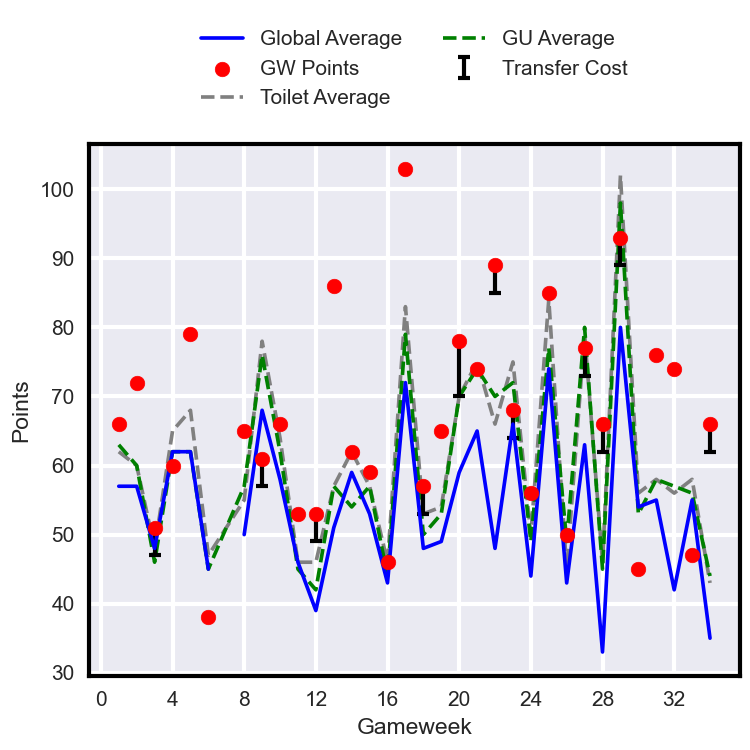 Global Average
GW Points
Toilet Average
GU Average
Transfer Cost
100
90
80
70
60
50
40
30
Points
0 4 8 12 16 20 24 28 32
Gameweek